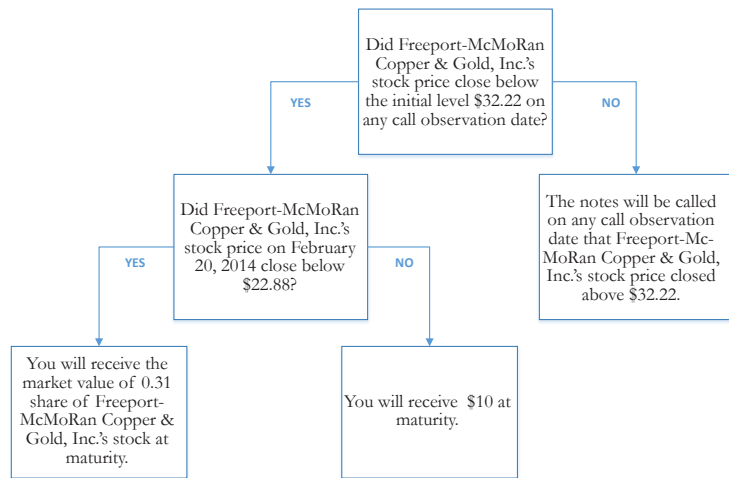 Did Freeport-McMoRan
Copper & Gold, Inc.'s
stock price close below
the initial level $32.22 on
any call observation date?
YES
NO
Did Freeport-McMoRan
Copper & Gold, Inc.'s
stock price on February
20, 2014 close below
$22.88?
The notes will be called
on any call observation
date that Freeport-Mc-
MoRan Copper & Gold,
Inc.'s stock price closed
above $32.22.
YES
NO
You will receive the
market value of 0.31
share of Freeport-
McMoRan Copper &
Gold, Inc.'s stock at
maturity.
You will receive $10 at
maturity.